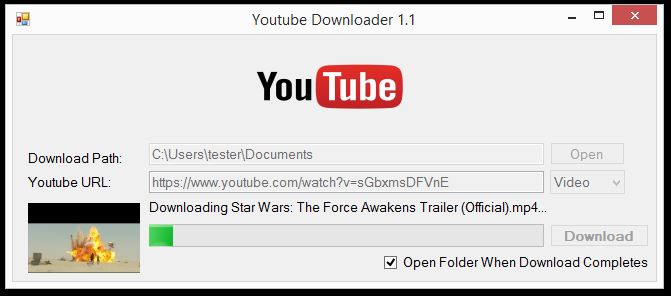 Youtube Downloader 1.1
YouTube
Download Path: C:\Users\tester\Documents Open
Youtube URL: https://www.youtube.com/watch?v=sGbxmsDFVnE Video
Downloading Star Wars: The Force Awakens Trailer (Official).mp4...
Download
Open Folder When Download Completes